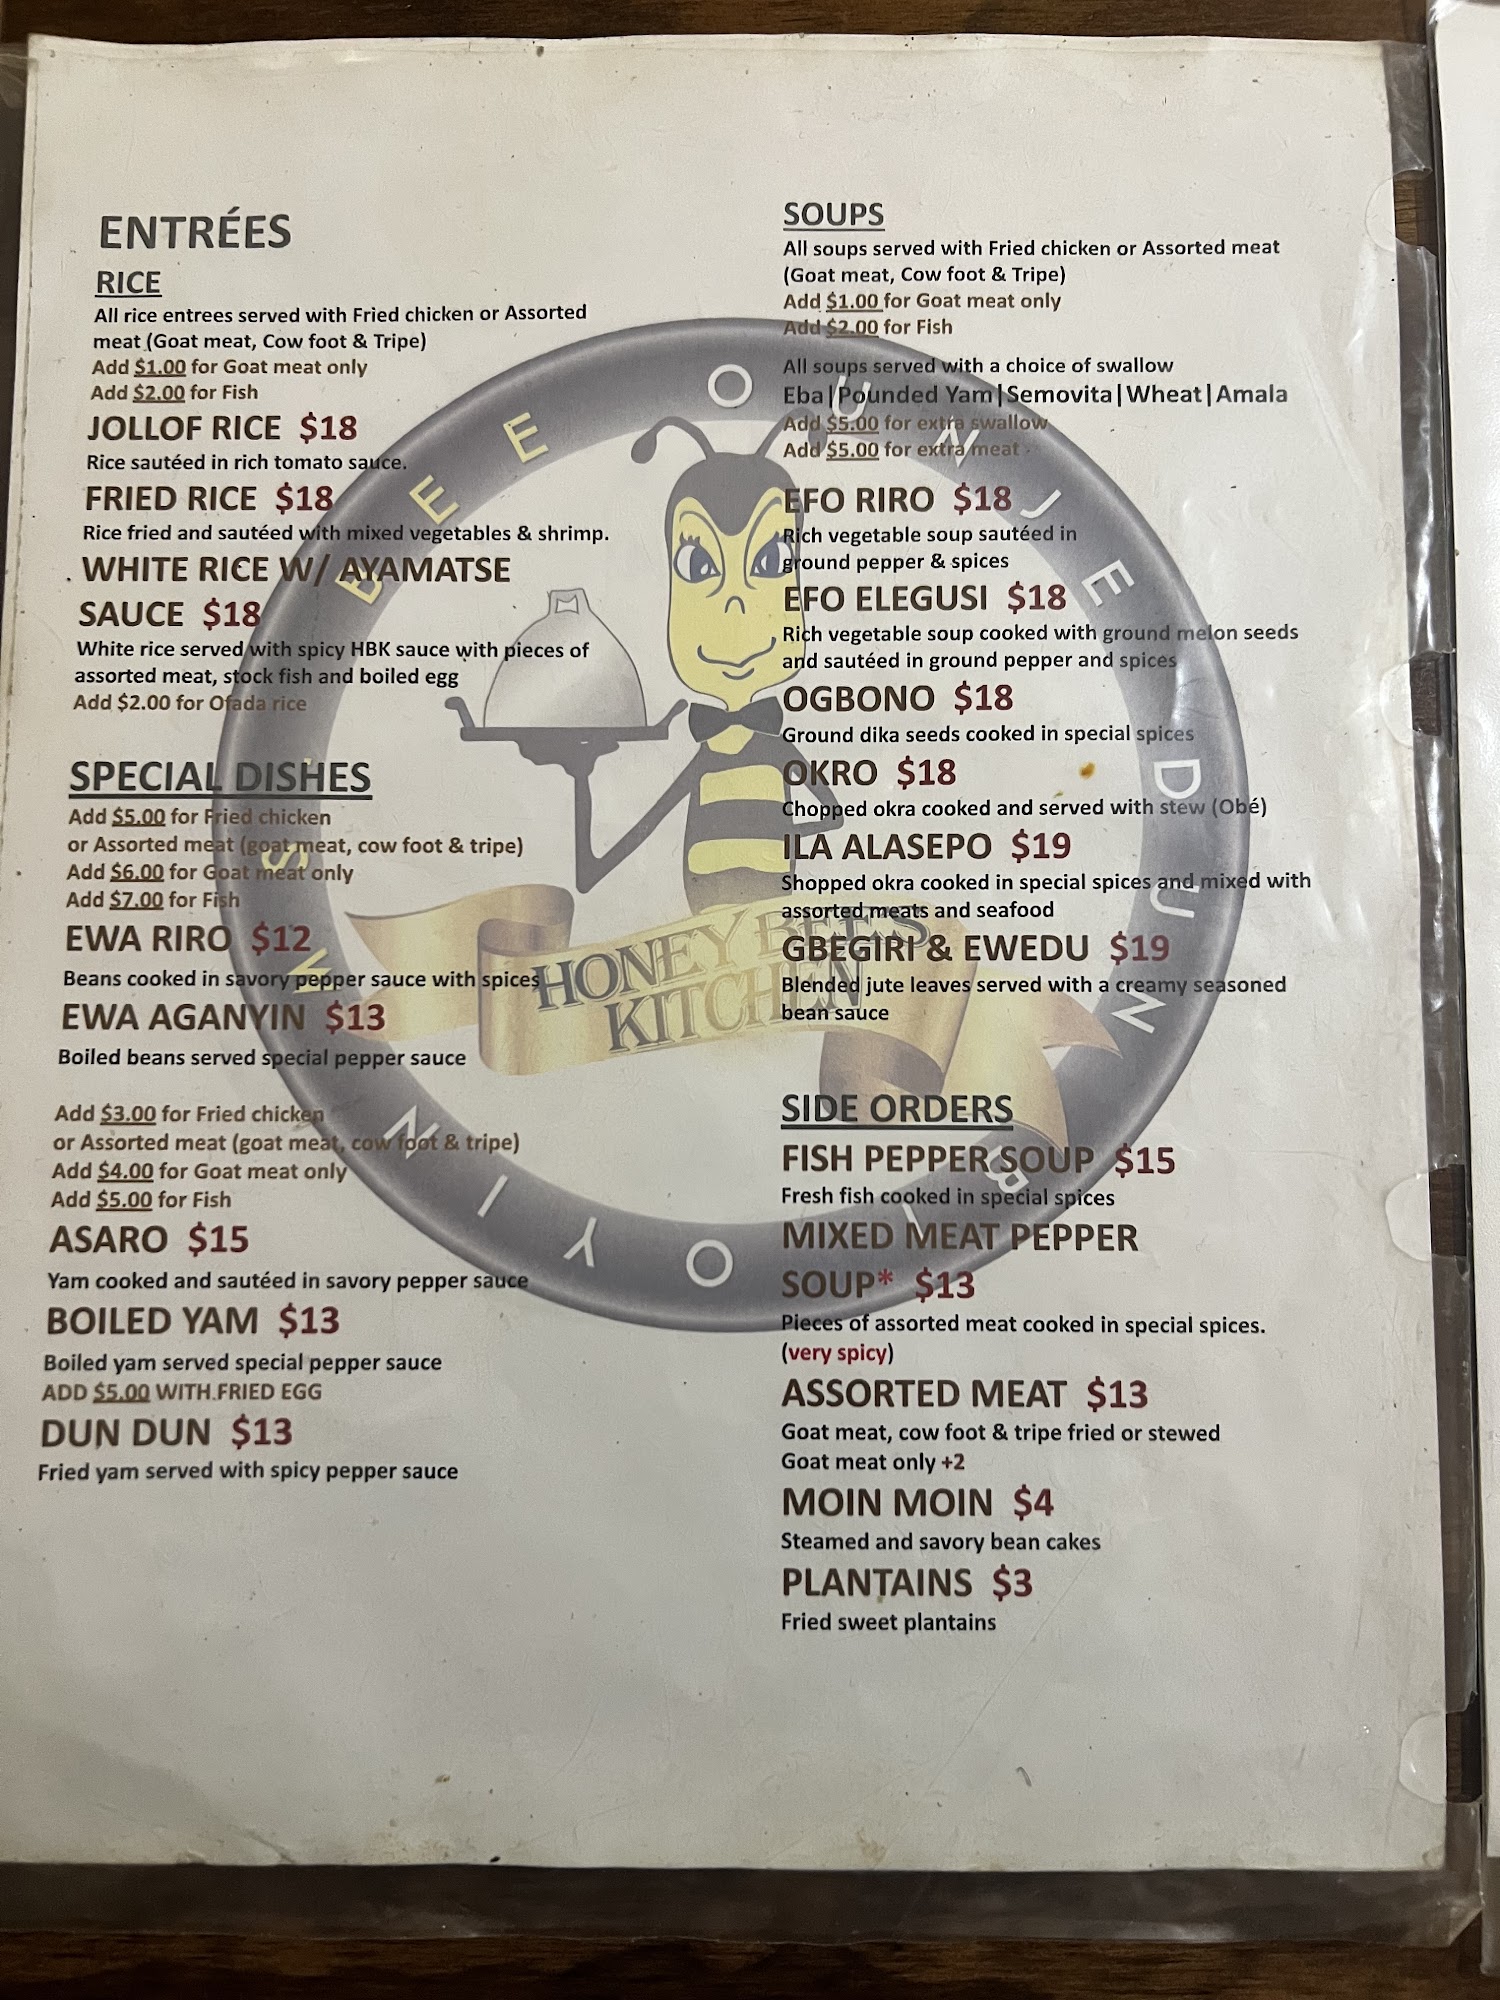 ENTRÉES
RICE
All rice entrees served with Fried chicken or Assorted
meat (Goat meat, Cow foot & Tripe)
Add $1.00 for Goat meat only
Add $2.00 for Fish
JOLLOF RICE $18
Rice sautéed in rich tomato sauce.
FRIED RICE $18
Rice fried and sautéed with mixed vegetables & shrimp.
WHITE RICE W/ AYAMATSE
SAUCE $18
White rice served with spicy HBK sauce with pieces of
assorted meat, stock fish and boiled egg
Add $2.00 for Ofada rice
SPECIAL DISHES
Add $5.00 for Fried chicken
or Assorted meat (goat meat, cow foot & tripe)
Add $6.00 for Goat meat only
Add $7.00 for Fish
EWA RIRO $12
Beans cooked in savory pepper sauce with spices
EWA AGANYIN $13
Boiled beans served special pepper sauce
Add $3.00 for Fried chicken
or Assorted meat (goat meat, cow foot & tripe)
Add $4.00 for Goat meat only
Add $5.00 for Fish
ASARO $15
Yam cooked and sautéed in savory pepper sauce
BOILED YAM $13
Boiled yam served special pepper sauce
ADD $5.00 WITH.FRIED EGG
DUN DUN $13
Fried yam served with spicy pepper sauce
SOUPS
All soups served with Fried chicken or Assorted meat
(Goat meat, Cow foot & Tripe)
Add $1.00 for Goat meat only
Add $2.00 for Fish
All soups served with a choice of swallow
Eba|Pounded Yam|Semovita|Wheat|Amala
Add $5.00 for extra swallow
Add $5.00 for extra meat
EFO RIRO $18
Rich vegetable soup sautéed in
ground pepper & spices
EFO ELEGUSI $18
Rich vegetable soup cooked with ground melon seeds
and sautéed in ground pepper and spices
OGBONO $18
Ground dika seeds cooked in special spices
OKRO $18
Chopped okra cooked and served with stew (Obé)
ILA ALASEPO $19
Shopped okra cooked in special spices and mixed with
assorted meats and seafood
GBEGIRI & EWEDU $19
Blended jute leaves served with a creamy seasoned
bean sauce
SIDE ORDERS
FISH PEPPER SOUP $15
Fresh fish cooked in special spices
MIXED MEAT PEPPER
SOUP* $13
Pieces of assorted meat cooked in special spices.
(very spicy)
ASSORTED MEAT $13
Goat meat, cow foot & tripe fried or stewed
Goat meat only +2
MOIN MOIN $4
Steamed and savory bean cakes
PLANTAINS $3
Fried sweet plantains
HONEY BEE'S
KITCHEN
BEE OUNJE DUN